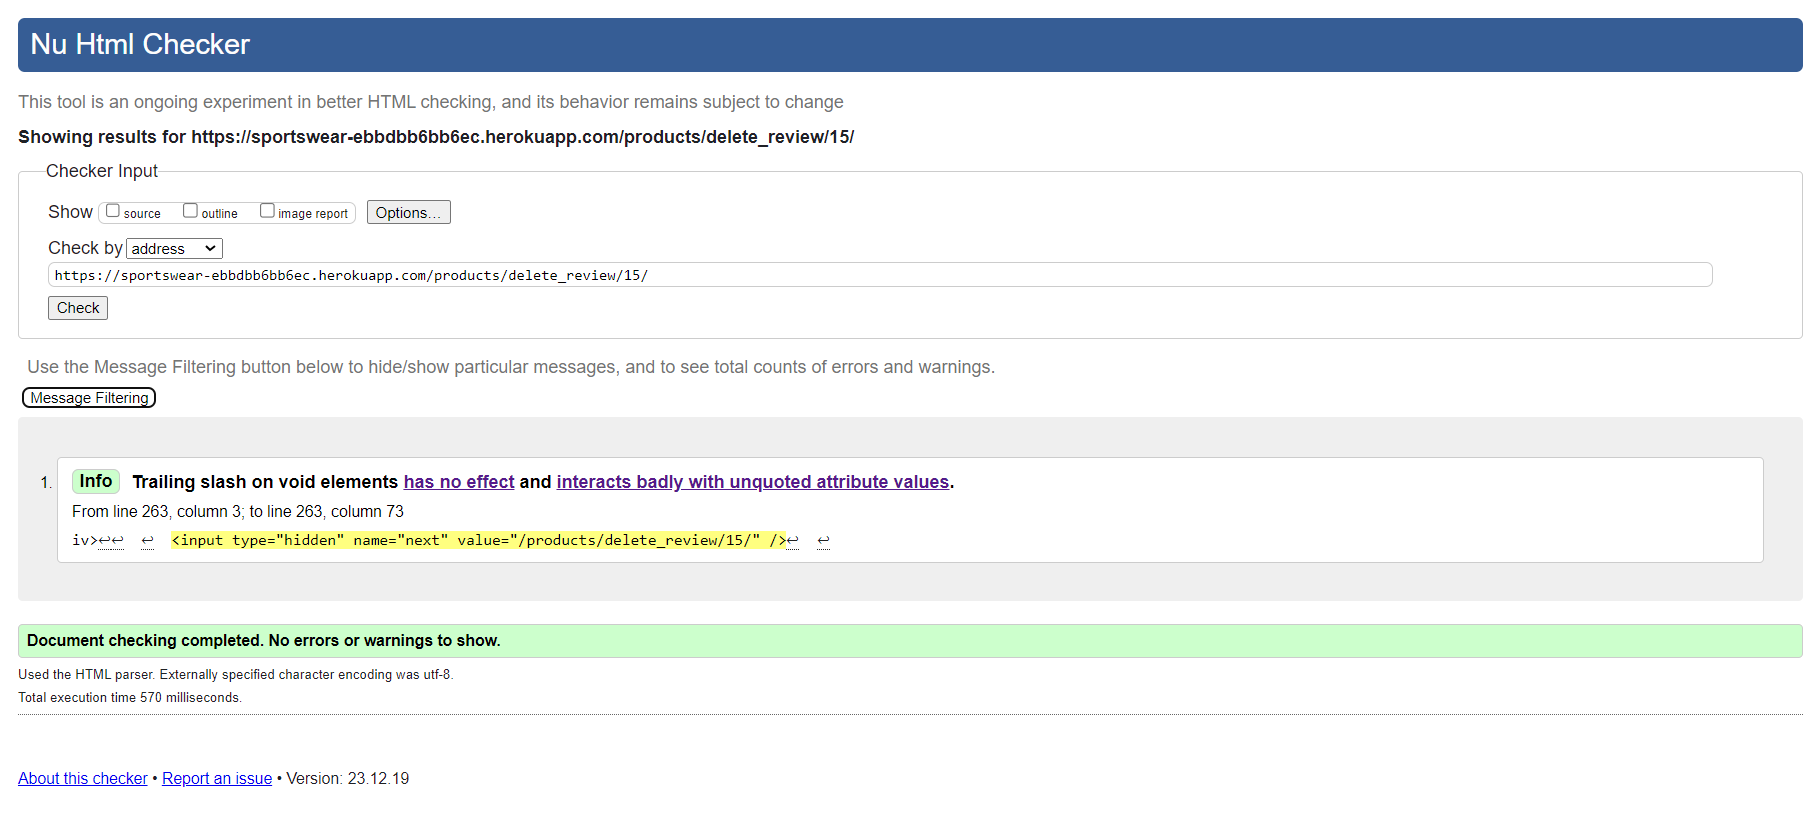 Nu Html Checker
This tool is an ongoing experiment in better HTML checking, and its behavior remains subject to change
Showing results for https://sportswear-ebbdbb6bb6ec.herokuapp.com/products/delete_review/15/
Checker Input
Show source outline image report Options...
Check by address
https://sportswear-ebbdbb6bb6ec.herokuapp.com/products/delete_review/15/
Check
Use the Message Filtering button below to hide/show particular messages, and to see total counts of errors and warnings.
Message Filtering
1. Info Trailing slash on void elements has no effect and interacts badly with unquoted attribute values.
From line 263, column 3; to line 263, column 73
iv>↩↩ ↩ <input type="hidden" name="next" value="/products/delete_review/15/" />↩ ↩
Document checking completed. No errors or warnings to show.
Used the HTML parser. Externally specified character encoding was utf-8.
Total execution time 570 milliseconds.
About this checker • Report an issue • Version: 23.12.19